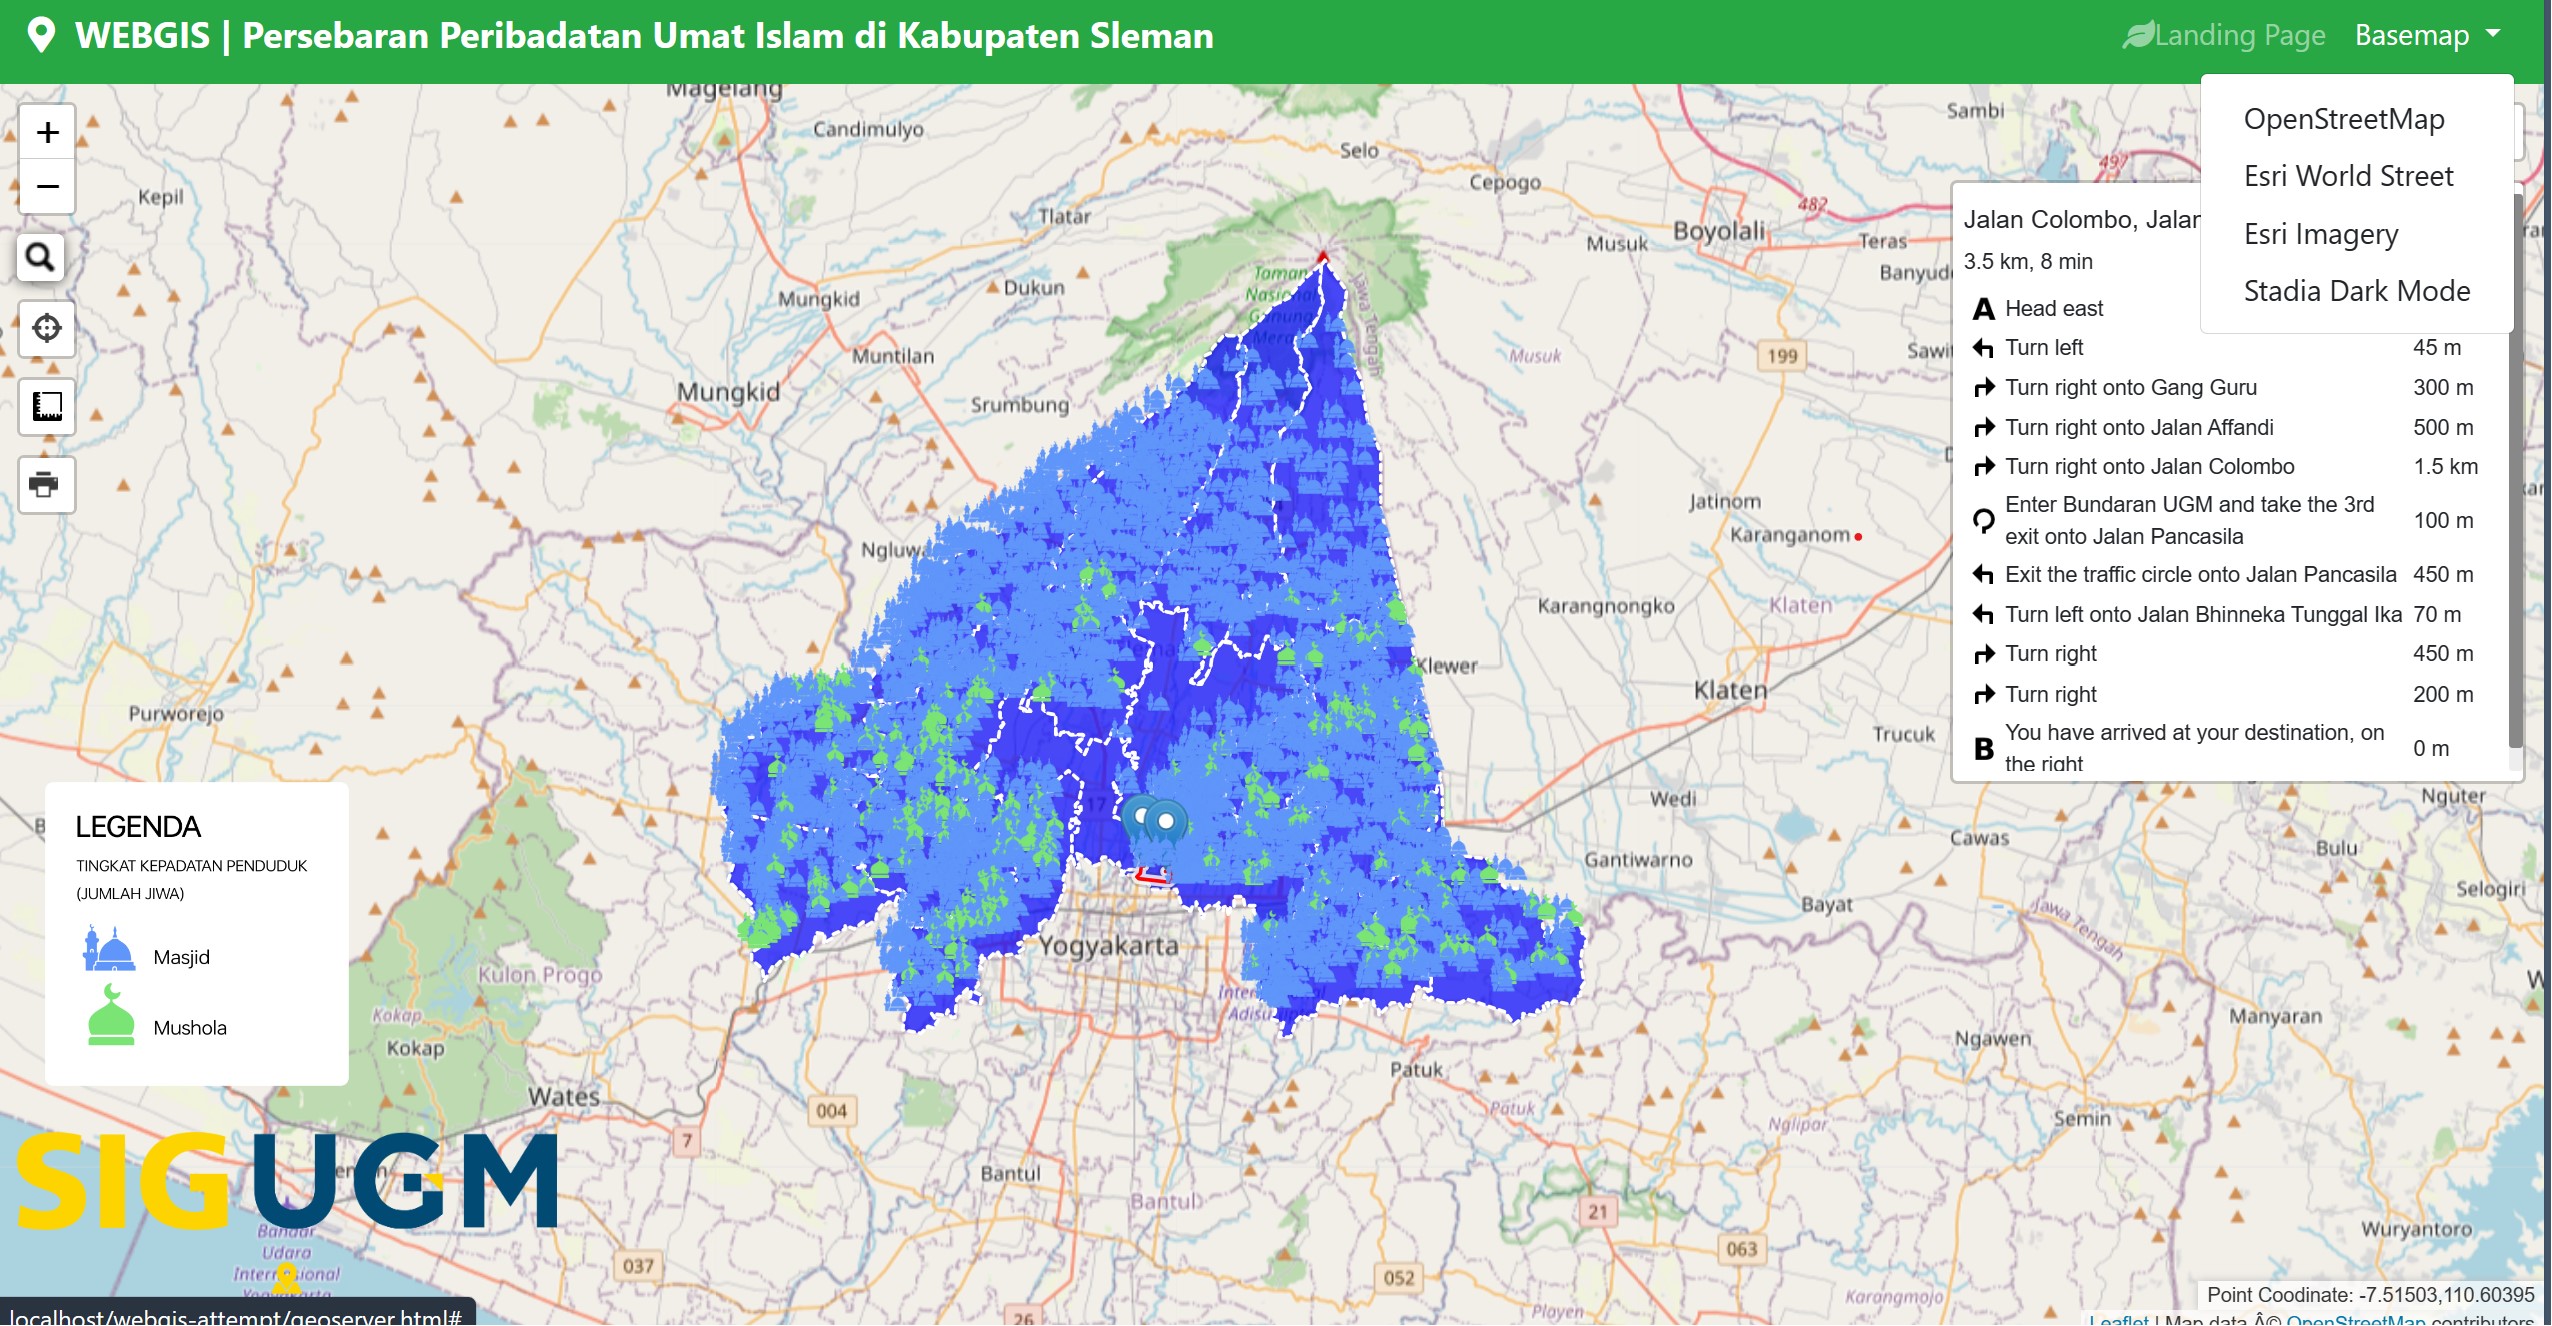 WEBGIS | Persebaran Peribadatan Umat Islam di Kabupaten Sleman
Landing Page
Basemap
OpenStreetMap
Esri World Street
Esri Imagery
Stadia Dark Mode
Jalan Colombo,
3.5 km, 8 min
A Head east
Turn left 45 m
Turn right onto Gang Guru 300 m
Turn right onto Jalan Affandi 500 m
Turn right onto Jalan Colombo 1.5 km
Enter Bundaran UGM and take the 3rd
exit onto Jalan Pancasila 100 m
Exit the traffic circle onto Jalan Pancasila 450 m
Turn left onto Jalan Bhinneka Tunggal Ika 70 m
Turn right 450 m
Turn right 200 m
B You have arrived at your destination, on
the right 0 m
+
−
Magelang
Candimulyo
Selo
Sambi
Kepil
Cepogo
497
482
Tlatar
Musuk
Boyolali
Teras
Taman
Nasional
Gunung
Dukun
Mungkid
Jawa Tengah
Muntilan
Musuk
199
Mungkid
Srumbung
Jatinom
Karanganom
Karangnongko
Klaten
Klewer
Klaten
Purworejo
Trucuk
17
Wedi
Nguter
Cawas
Bulu
Gantiwarno
Selogiri
Bayat
Jawa Tengah
Yogyakarta
Kulon Progo
Kokap
Kokap
Manyaran
Ngawen
Patuk
Wates
004
Patuk
Nglipar
Semin
7
Bantul
Bantul
21
063
Wuryantoro
037
052
Karangmojo
Playen
26
Bandar
Udara
Internasional
Yogyakarta
LEGENDA
TINGKAT KEPADATAN PENDUDUK
(JUMLAH JIWA)
Masjid
Mushola
SIGUGM
localhost/webgis-attempt/geoserver.html#
Point Coodinate: -7.51503,110.60395
Leaflet | Map data Â© OpenStreetMap contributors